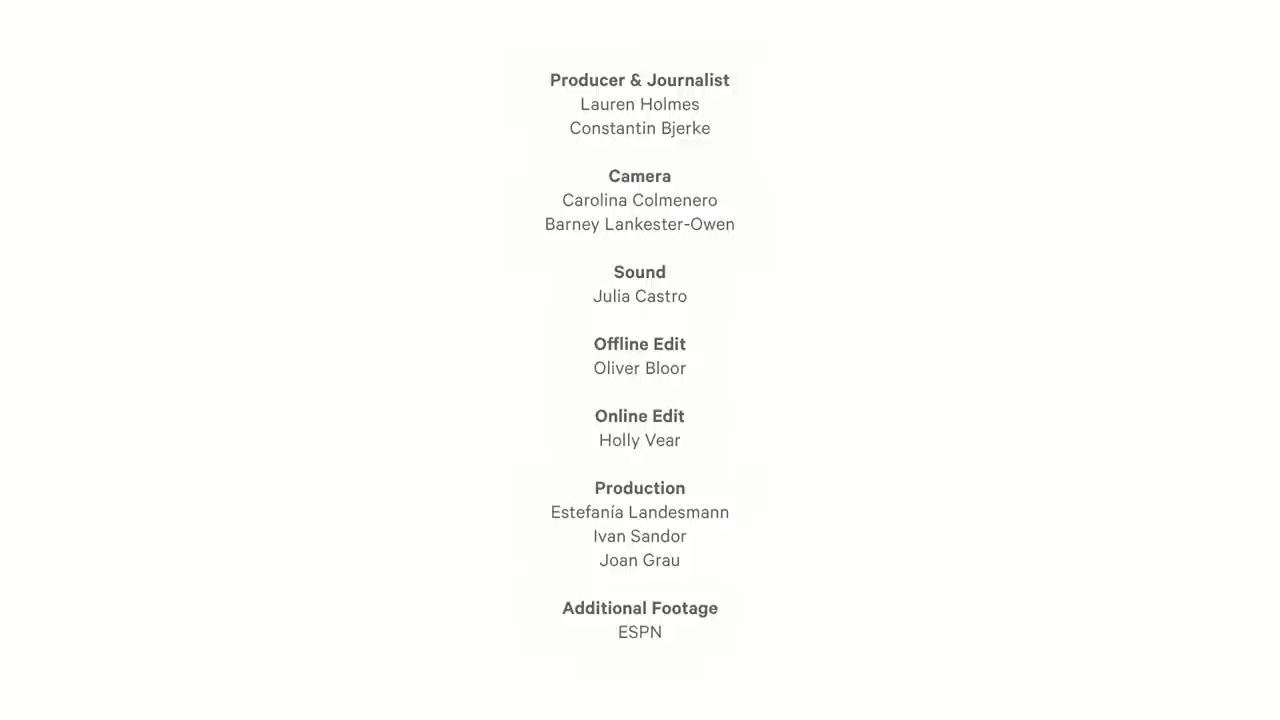 Producer & Journalist
Lauren Holmes
Constantin Bjerke
Camera
Carolina Colmenero
Barney Lankester-Owen
Sound
Julia Castro
Offline Edit
Oliver Bloor
Online Edit
Holly Vear
Production
Estefanía Landesmann
Ivan Sandor
Joan Grau
Additional Footage
ESPN